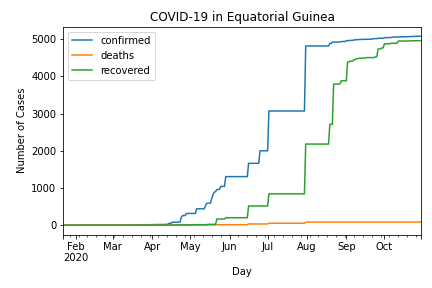 COVID-19 in Equatorial Guinea
confirmed
deaths
recovered
Number of Cases
5000
4000
3000
2000
1000
0
Feb Mar Apr May Jun Jul Aug Sep Oct
2020
Day